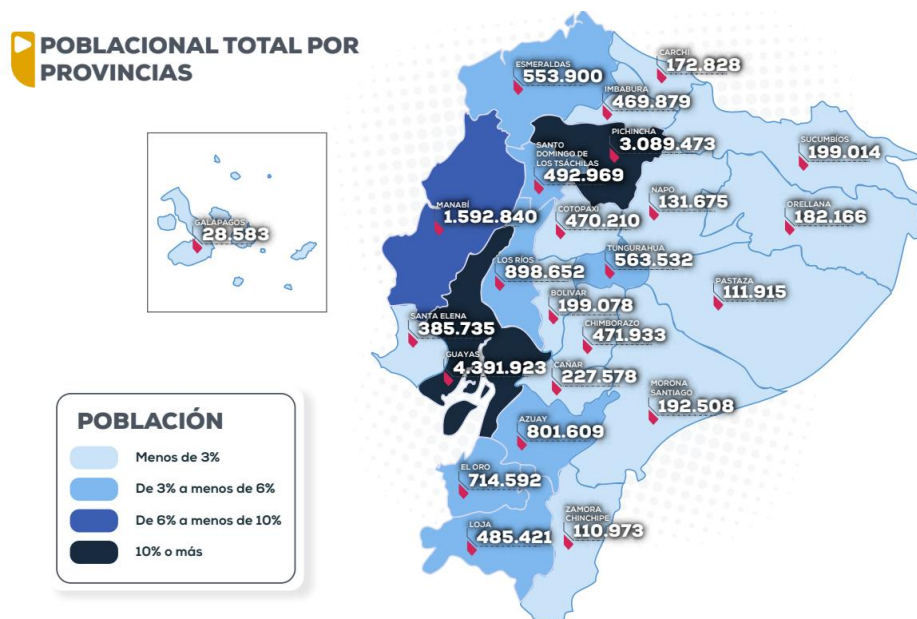 POBLACIONAL TOTAL POR
PROVINCIAS
ESMERALDAS
553.900
CARCHI
172.828
IMBABURA
469.879
PICHINCHA
3.089.473
SUCUMBÍOS
199.014
SANTO
DOMINGO DE
LOS TSÁCHILAS
492.969
NAPO
131.675
ORELLANA
182.166
MANABÍ
1.592.840
COTOPAXI
470.210
GALÁPAGOS
28.583
LOS RÍOS
898.652
TUNGURAHUA
563.532
PASTAZA
111.915
BOLIVAR
199.078
SANTA ELENA
385.735
CHIMBORAZO
471.933
GUAYAS
4.391.923
CAÑAR
227.578
MORONA
SANTIAGO
192.508
AZUAY
801.609
EL ORO
714.592
LOJA
485.421
ZAMORA
CHINCHIPE
110.973
POBLACIÓN
Menos de 3%
De 3% a menos de 6%
De 6% a menos de 10%
10% o más